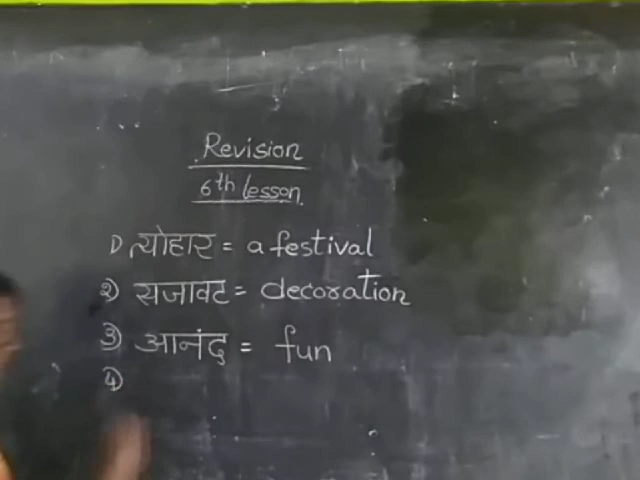 Revision
6th lesson.
1) त्योहार = a festival
2) सजावट = decoration
3) आनंद = fun
4)